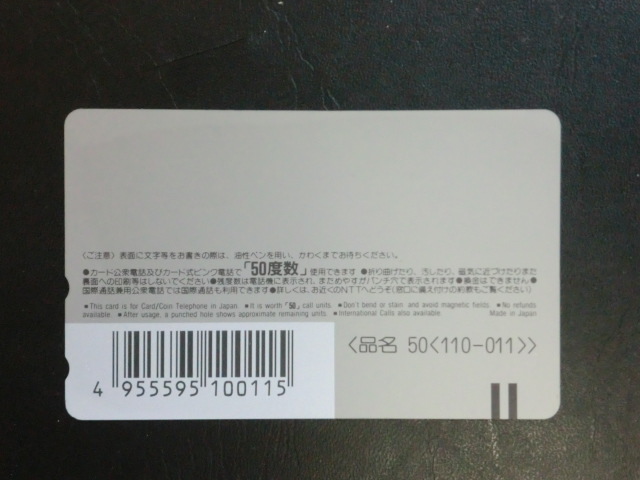 〈ご注意〉表面に文字等をお書きの際は、油性ペンを用い、かわくまでお待ちください。
●カード公衆電話及びカード式ピンク電話で「50度数」使用できます●折り曲げたり、汚したり、磁気に近づけたりまた
裏面への印刷等はしないでください●残度数は電話機に表示され、まためやすがパンチ穴で表示されます●換金はできません●
国際通話兼用公衆電話では国際通話も利用できます●詳しくは、お近くのNTTへどうぞ(窓口に備え付けの約款もご覧ください)
■This card is for Card/Coin Telephone in Japan. ■It is worth「50」call units. ■Don't bend or stain and avoid magnetic fields. ■No refunds
available. ■After usage, a punched hole shows approximate remaining units. ■International Calls also available. Made in Japan
〈品名 50〈110-011〉〉
4 955595 100115